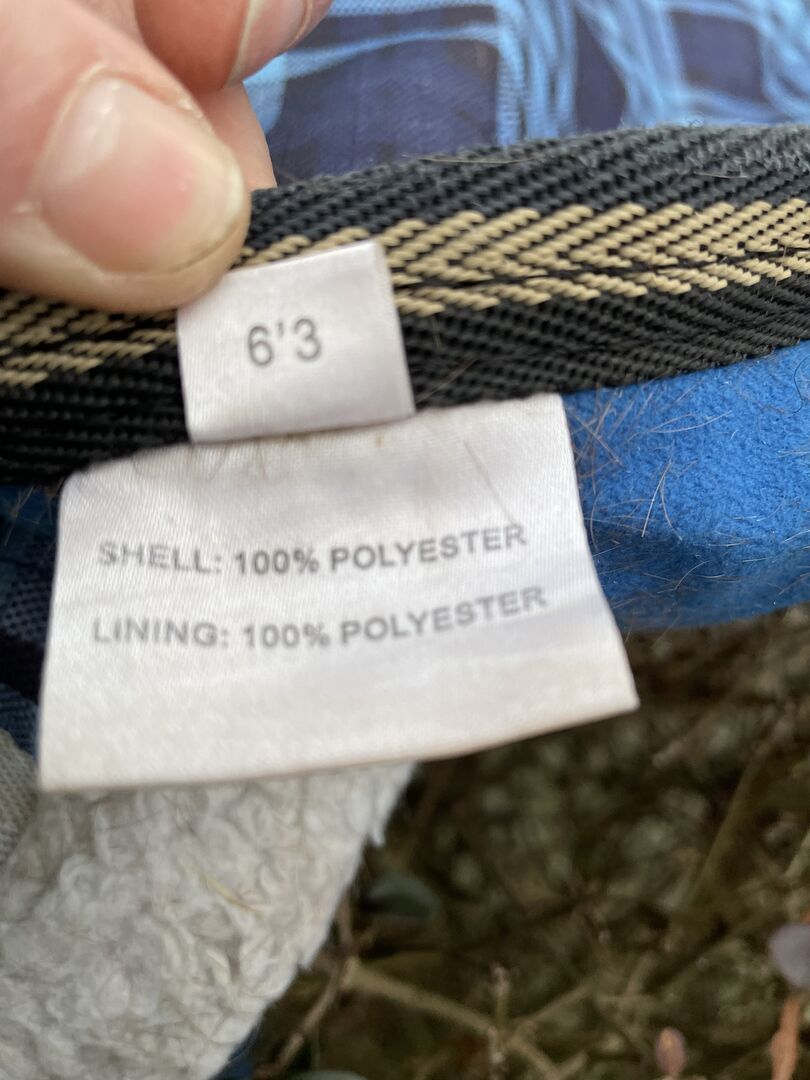 6'3
SHELL: 100% POLYESTER
LINING: 100% POLYESTER